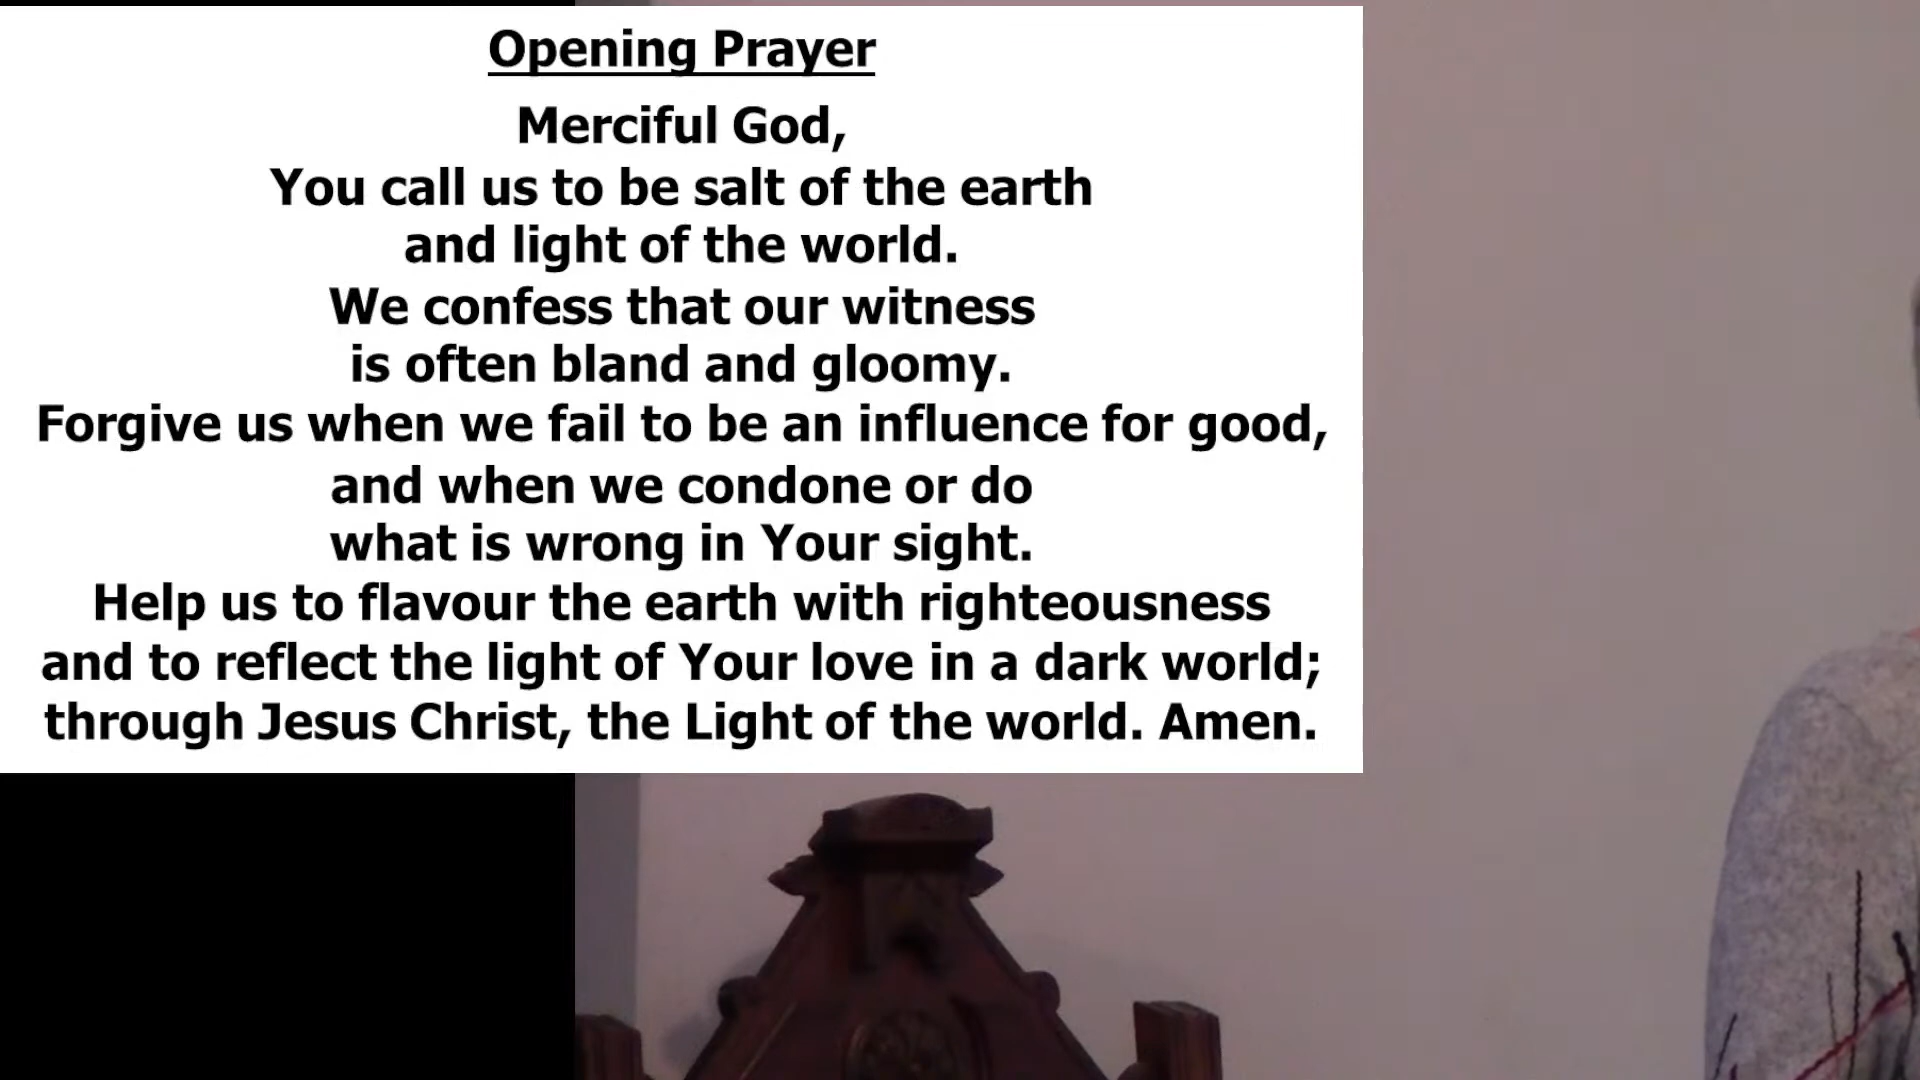 Opening Prayer
Merciful God,
You call us to be salt of the earth
and light of the world.
We confess that our witness
is often bland and gloomy.
Forgive us when we fail to be an influence for good,
and when we condone or do
what is wrong in Your sight.
Help us to flavour the earth with righteousness
and to reflect the light of Your love in a dark world;
through Jesus Christ, the Light of the world. Amen.